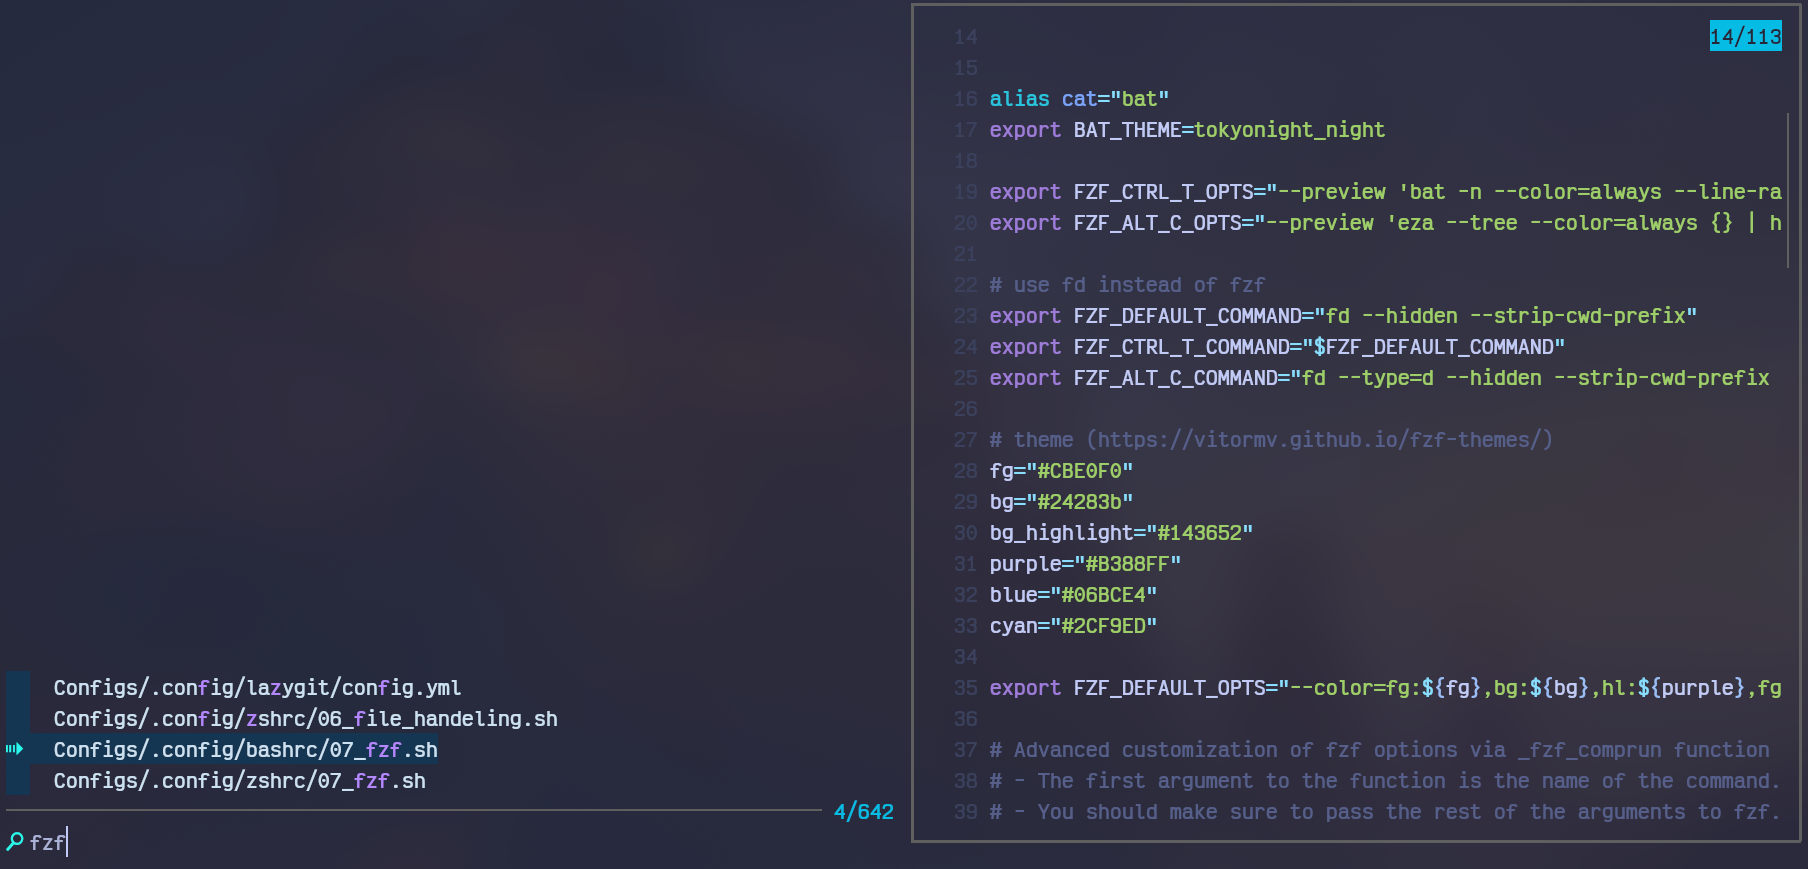 Configs/.config/lazygit/config.yml
Configs/.config/zshrc/06_file_handeling.sh
Configs/.config/bashrc/07_fzf.sh
Configs/.config/zshrc/07_fzf.sh
4/642
fzf
14/113
14
15
16 alias cat="bat"
17 export BAT_THEME=tokyonight_night
18
19 export FZF_CTRL_T_OPTS="--preview 'bat -n --color=always --line-ra
20 export FZF_ALT_C_OPTS="--preview 'eza --tree --color=always {} | h
21
22 # use fd instead of fzf
23 export FZF_DEFAULT_COMMAND="fd --hidden --strip-cwd-prefix"
24 export FZF_CTRL_T_COMMAND="$FZF_DEFAULT_COMMAND"
25 export FZF_ALT_C_COMMAND="fd --type=d --hidden --strip-cwd-prefix
26
27 # theme (https://vitormv.github.io/fzf-themes/)
28 fg="#CBE0F0"
29 bg="#24283b"
30 bg_highlight="#143652"
31 purple="#B388FF"
32 blue="#06BCE4"
33 cyan="#2CF9ED"
34
35 export FZF_DEFAULT_OPTS="--color=fg:${fg},bg:${bg},hl:${purple},fg
36
37 # Advanced customization of fzf options via _fzf_comprun function
38 # - The first argument to the function is the name of the command.
39 # - You should make sure to pass the rest of the arguments to fzf.